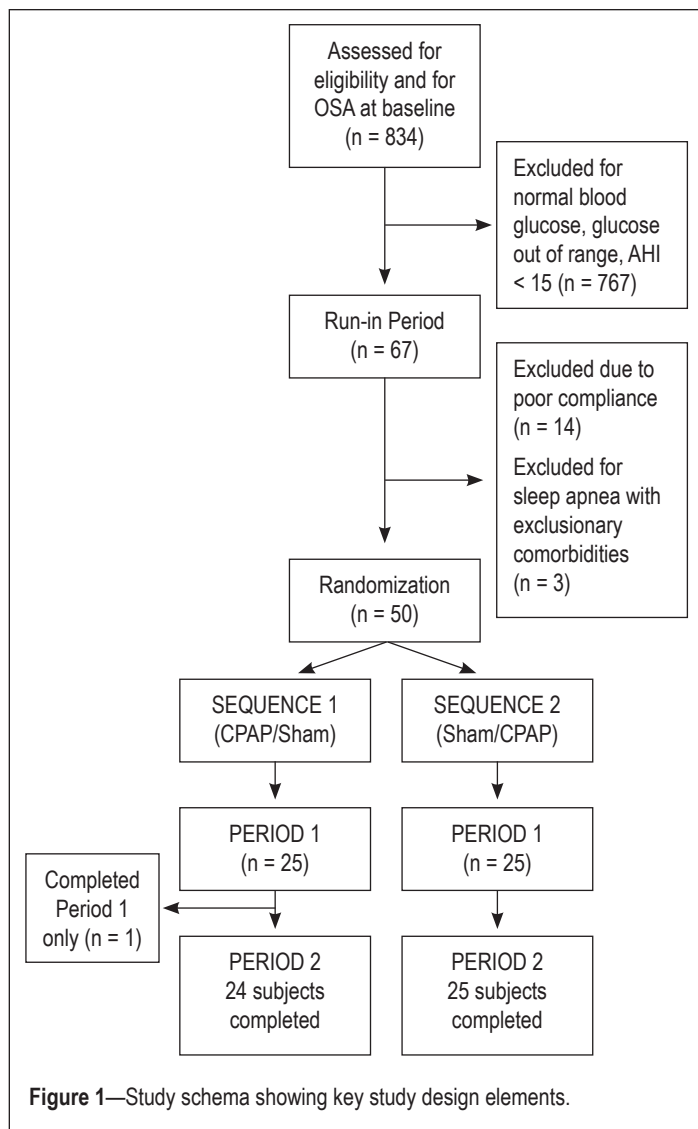 Assessed for
eligibility and for
OSA at baseline
(n = 834)
Excluded for
normal blood
glucose, glucose
out of range, AHI
< 15 (n = 767)
Run-in Period
(n = 67)
Excluded due to
poor compliance
(n = 14)
Excluded for
sleep apnea with
exclusionary
comorbidities
(n = 3)
Randomization
(n = 50)
SEQUENCE 1
(CPAP/Sham)
SEQUENCE 2
(Sham/CPAP)
PERIOD 1
(n = 25)
PERIOD 1
(n = 25)
Completed
Period 1
only (n = 1)
PERIOD 2
24 subjects
completed
PERIOD 2
25 subjects
completed
Figure 1—Study schema showing key study design elements.